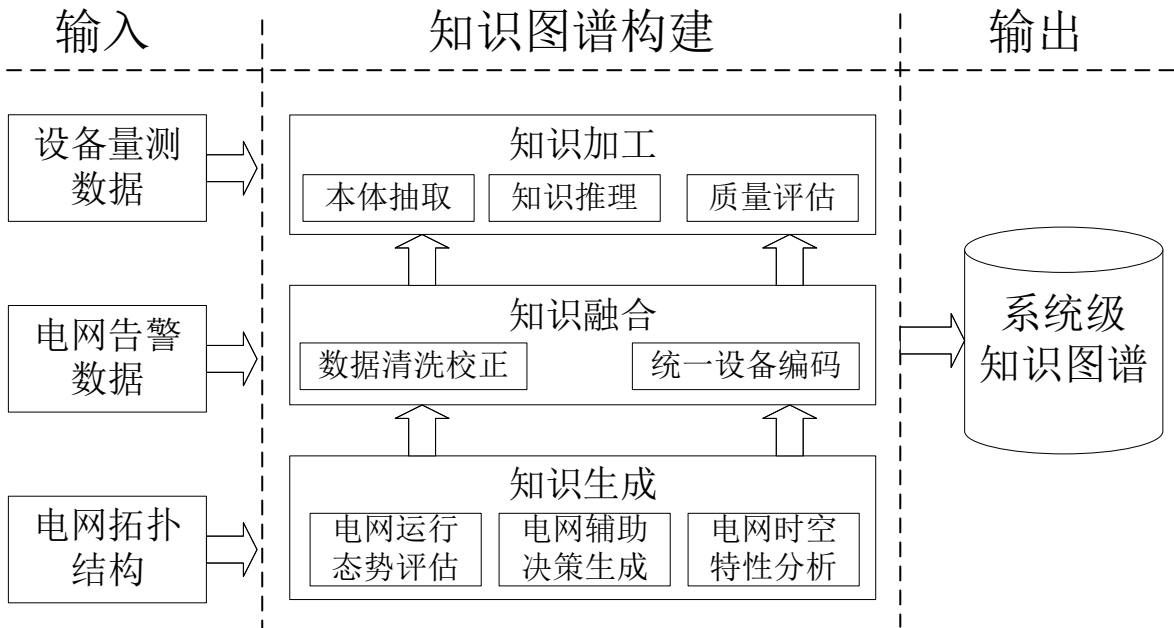 输入
知识图谱构建
输出
设备量测
数据
电网告警
数据
电网拓扑
结构
知识加工
本体抽取
知识推理
质量评估
知识融合
数据清洗校正
统一设备编码
知识生成
电网运行
态势评估
电网辅助
决策生成
电网时空
特性分析
系统级
知识图谱